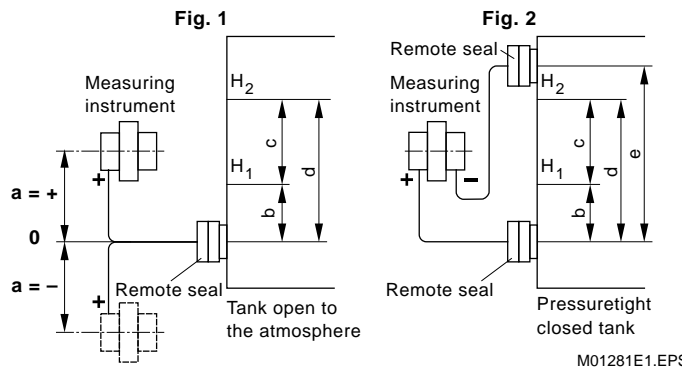 Fig. 1
Measuring
instrument
H2
H1
+
a = +
0
a = –
+
c
d
b
Remote seal
Tank open to
the atmosphere
Fig. 2
Remote seal
Measuring
instrument
H2
H1
+
–
c
d
e
b
Remote seal
Pressuretight
closed tank
M01281E1.EPS